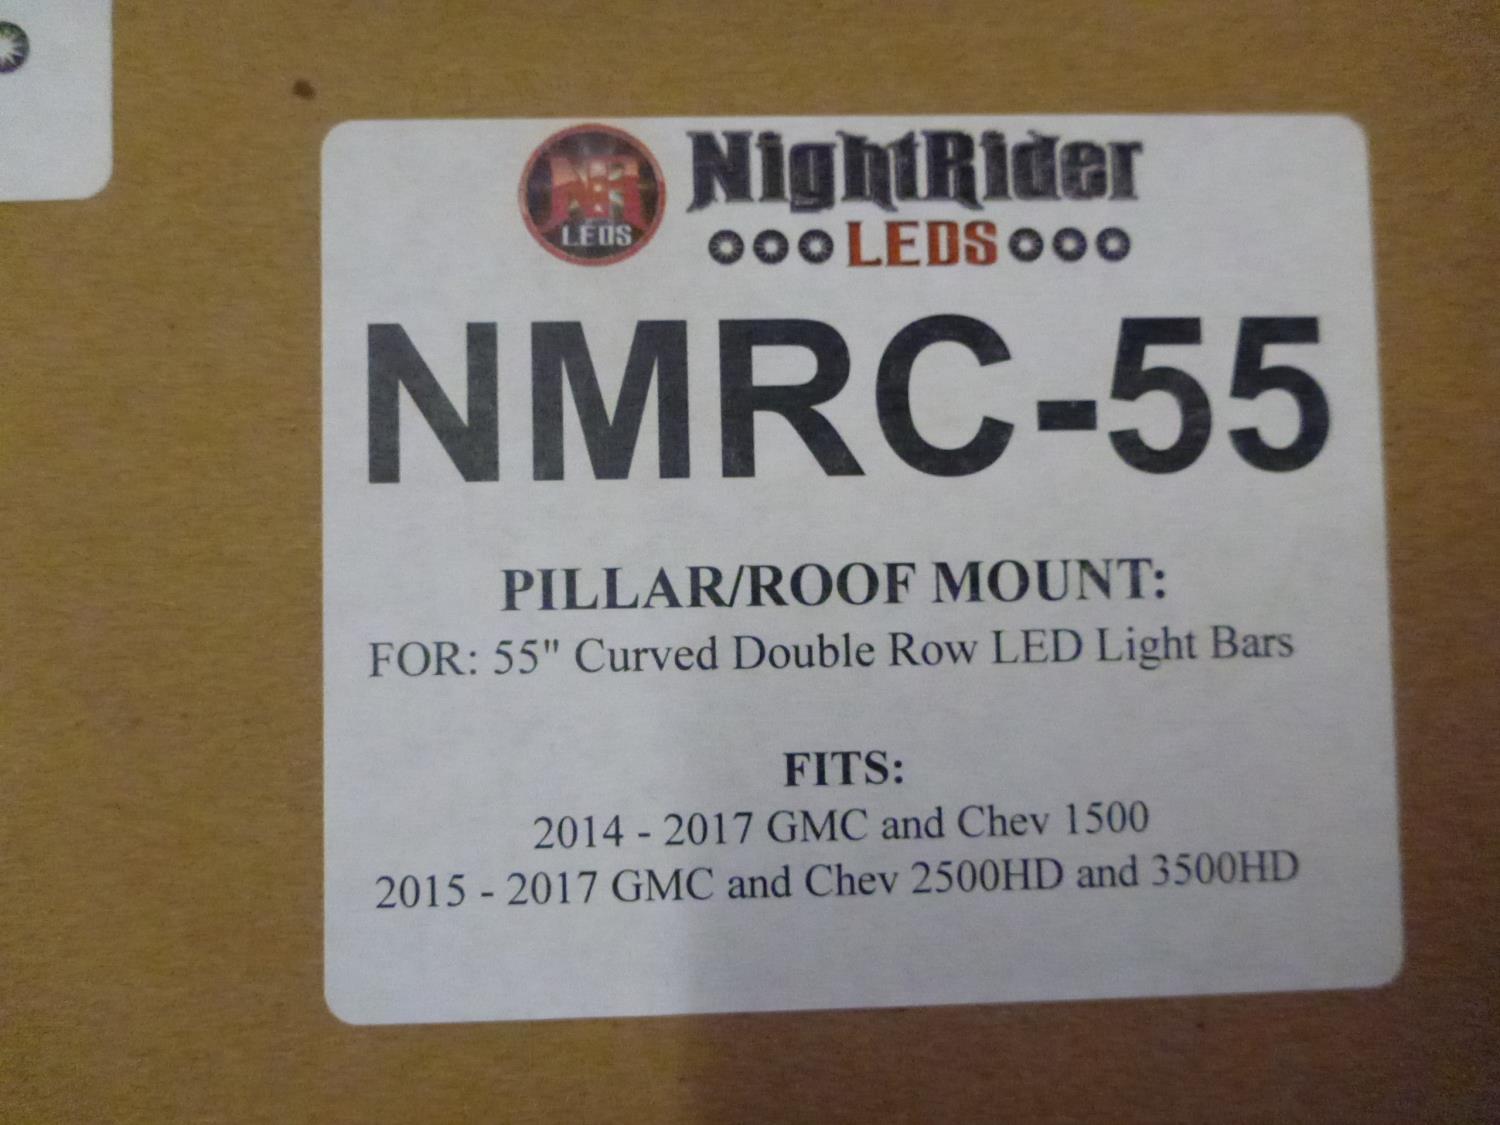 NR
LEDS
NightRider
LEDS
NMRC-55
PILLAR/ROOF MOUNT:
FOR: 55" Curved Double Row LED Light Bars
FITS:
2014 - 2017 GMC and Chev 1500
2015 - 2017 GMC and Chev 2500HD and 3500HD